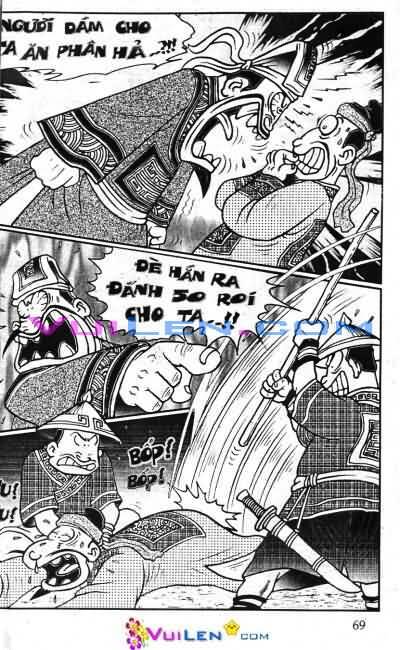 NGƯƠI DÁM CHO
TA ĂN PHÂN HẢ...?!!
ĐÈ HẮN RA
ĐÁNH 50 ROI
CHO TA...!!
VUILEN.COM
BỐP!
BỐP!
69
VUILEN.COM